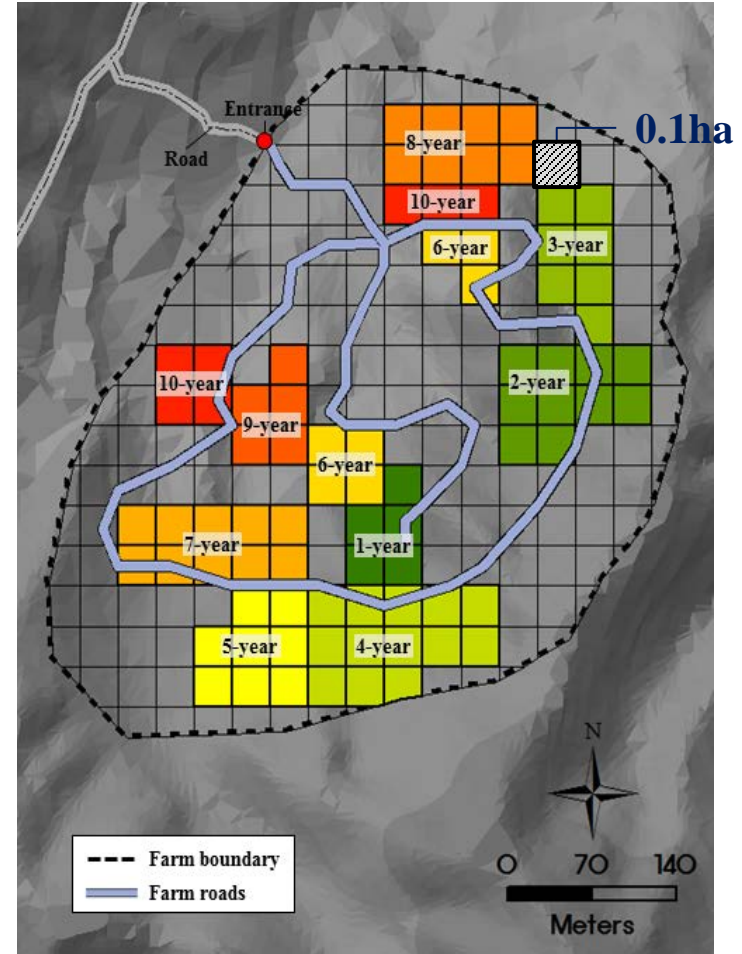 Entrance
Road
0.1ha
8-year
10-year
6-year
3-year
10-year
2-year
9-year
6-year
7-year
1-year
5-year
4-year
N
Farm boundary
Farm roads
0 70 140
Meters